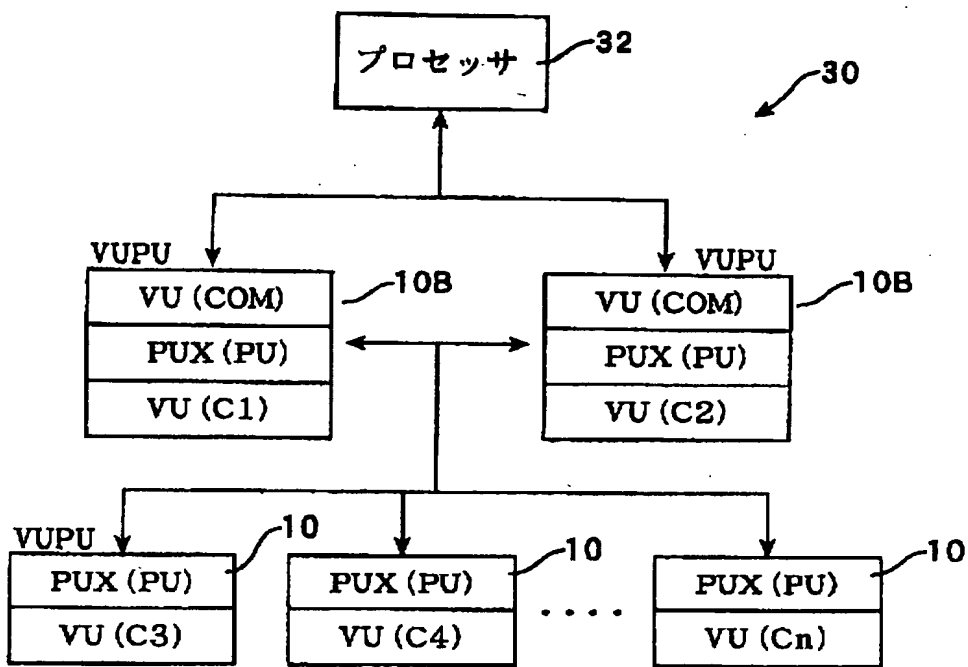 プロセッサ
32
30
VUPU
VUPU
10B
10B
VU (COM)
VU (COM)
PUX (PU)
PUX (PU)
VU (C1)
VU (C2)
VUPU
10
10
10
PUX (PU)
PUX (PU)
PUX (PU)
VU (C3)
VU (C4)
....
VU (Cn)